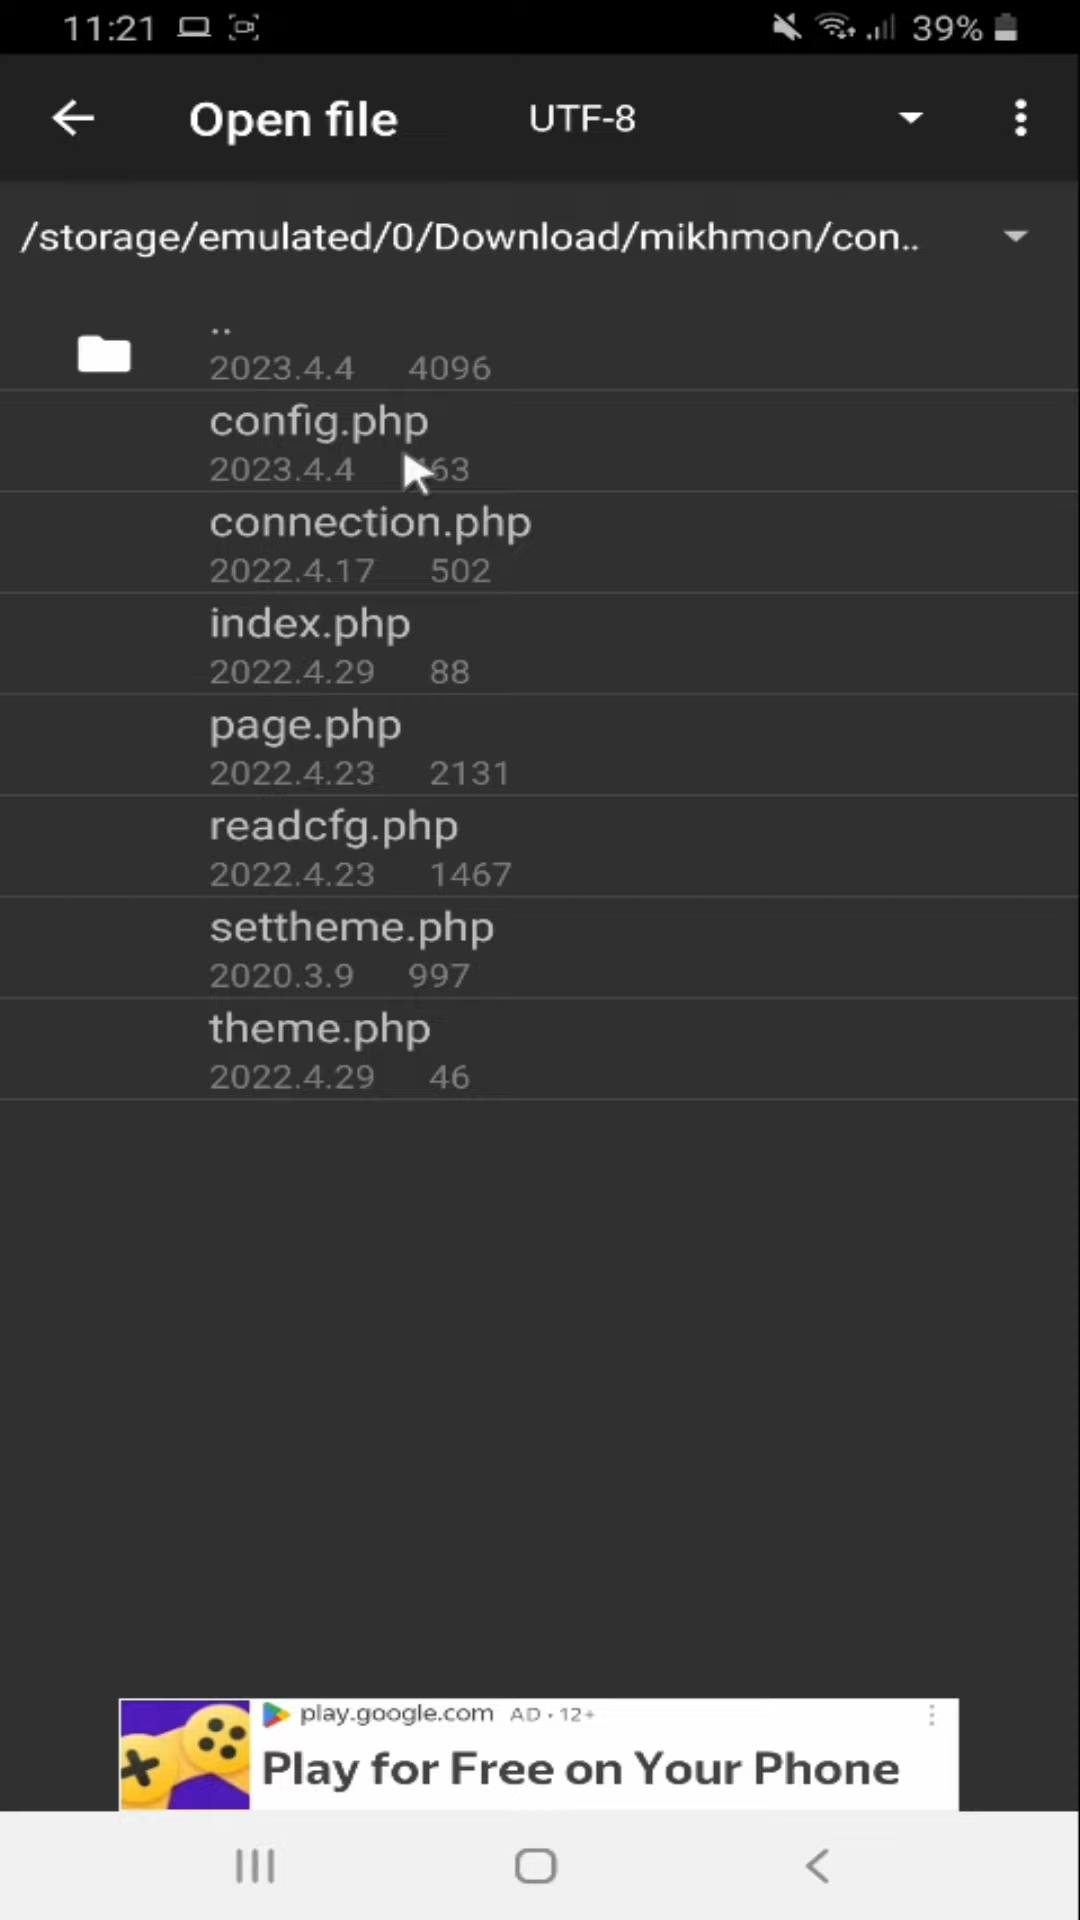 11:21 39%
Open file UTF-8
/storage/emulated/0/Download/mikhmon/con..
..
2023.4.4 4096
config.php
2023.4.4 63
connection.php
2022.4.17 502
index.php
2022.4.29 88
page.php
2022.4.23 2131
readcfg.php
2022.4.23 1467
settheme.php
2020.3.9 997
theme.php
2022.4.29 46
play.google.com AD • 12+
Play for Free on Your Phone